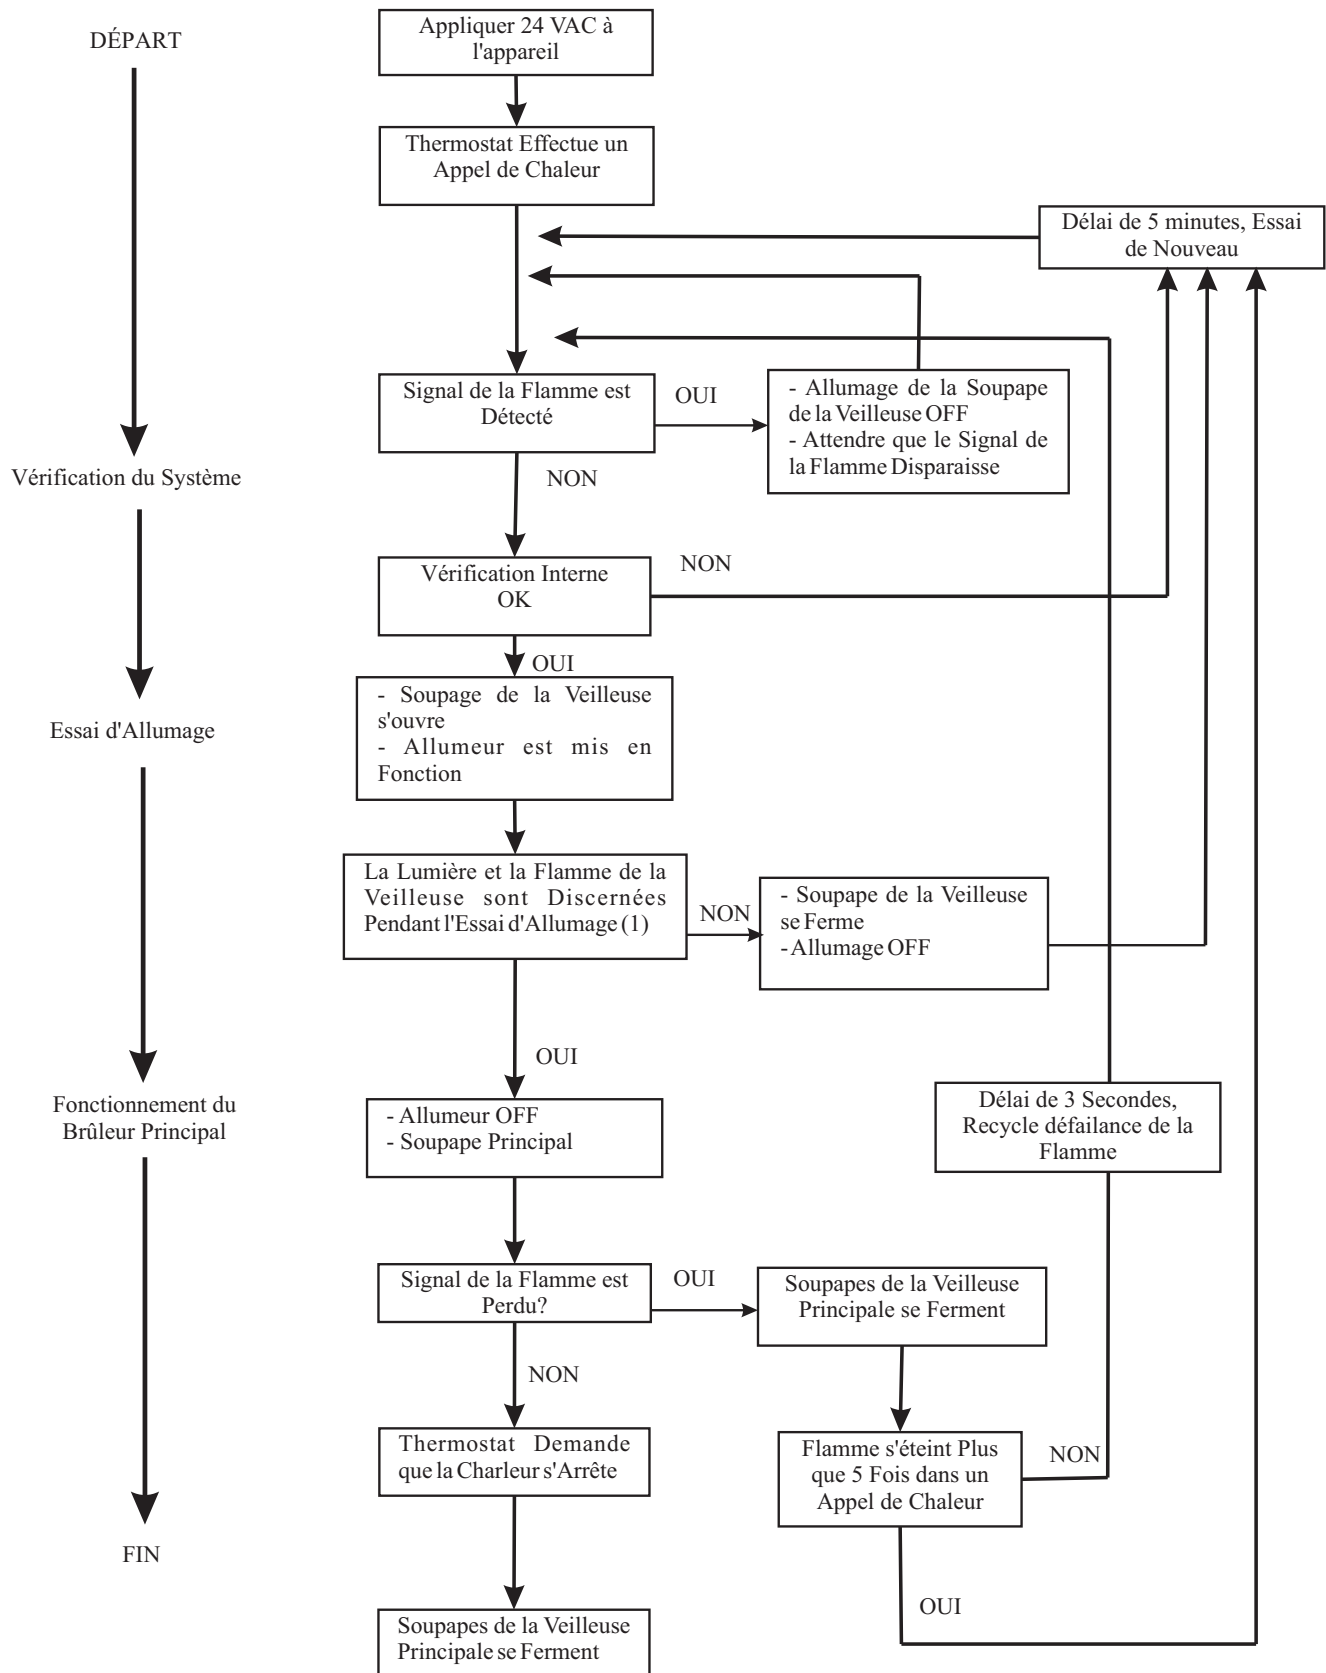 DÉPART
Appliquer 24 VAC à
l'appareil
Thermostat Effectue un
Appel de Chaleur
Délai de 5 minutes, Essai
de Nouveau
Signal de la Flamme est
Détecté
OUI
- Allumage de la Soupape
de la Veilleuse OFF
- Attendre que le Signal de
la Flamme Disparaisse
Vérification du Système
NON
Vérification Interne
OK
NON
OUI
- Soupage de la Veilleuse
s'ouvre
- Allumeur est mis en
Fonction
Essai d'Allumage
La Lumière et la Flamme de la
Veilleuse sont Discernées
Pendant l'Essai d'Allumage (1)
NON
- Soupape de la Veilleuse
se Ferme
- Allumage OFF
OUI
Fonctionnement du
Brûleur Principal
- Allumeur OFF
- Soupape Principal
Délai de 3 Secondes,
Recycle défailance de la
Flamme
Signal de la Flamme est
Perdu?
OUI
Soupapes de la Veilleuse
Principale se Ferment
NON
Thermostat Demande
que la Charleur s'Arrête
Flamme s'éteint Plus
que 5 Fois dans un
Appel de Chaleur
NON
FIN
OUI
Soupapes de la Veilleuse
Principale se Ferment